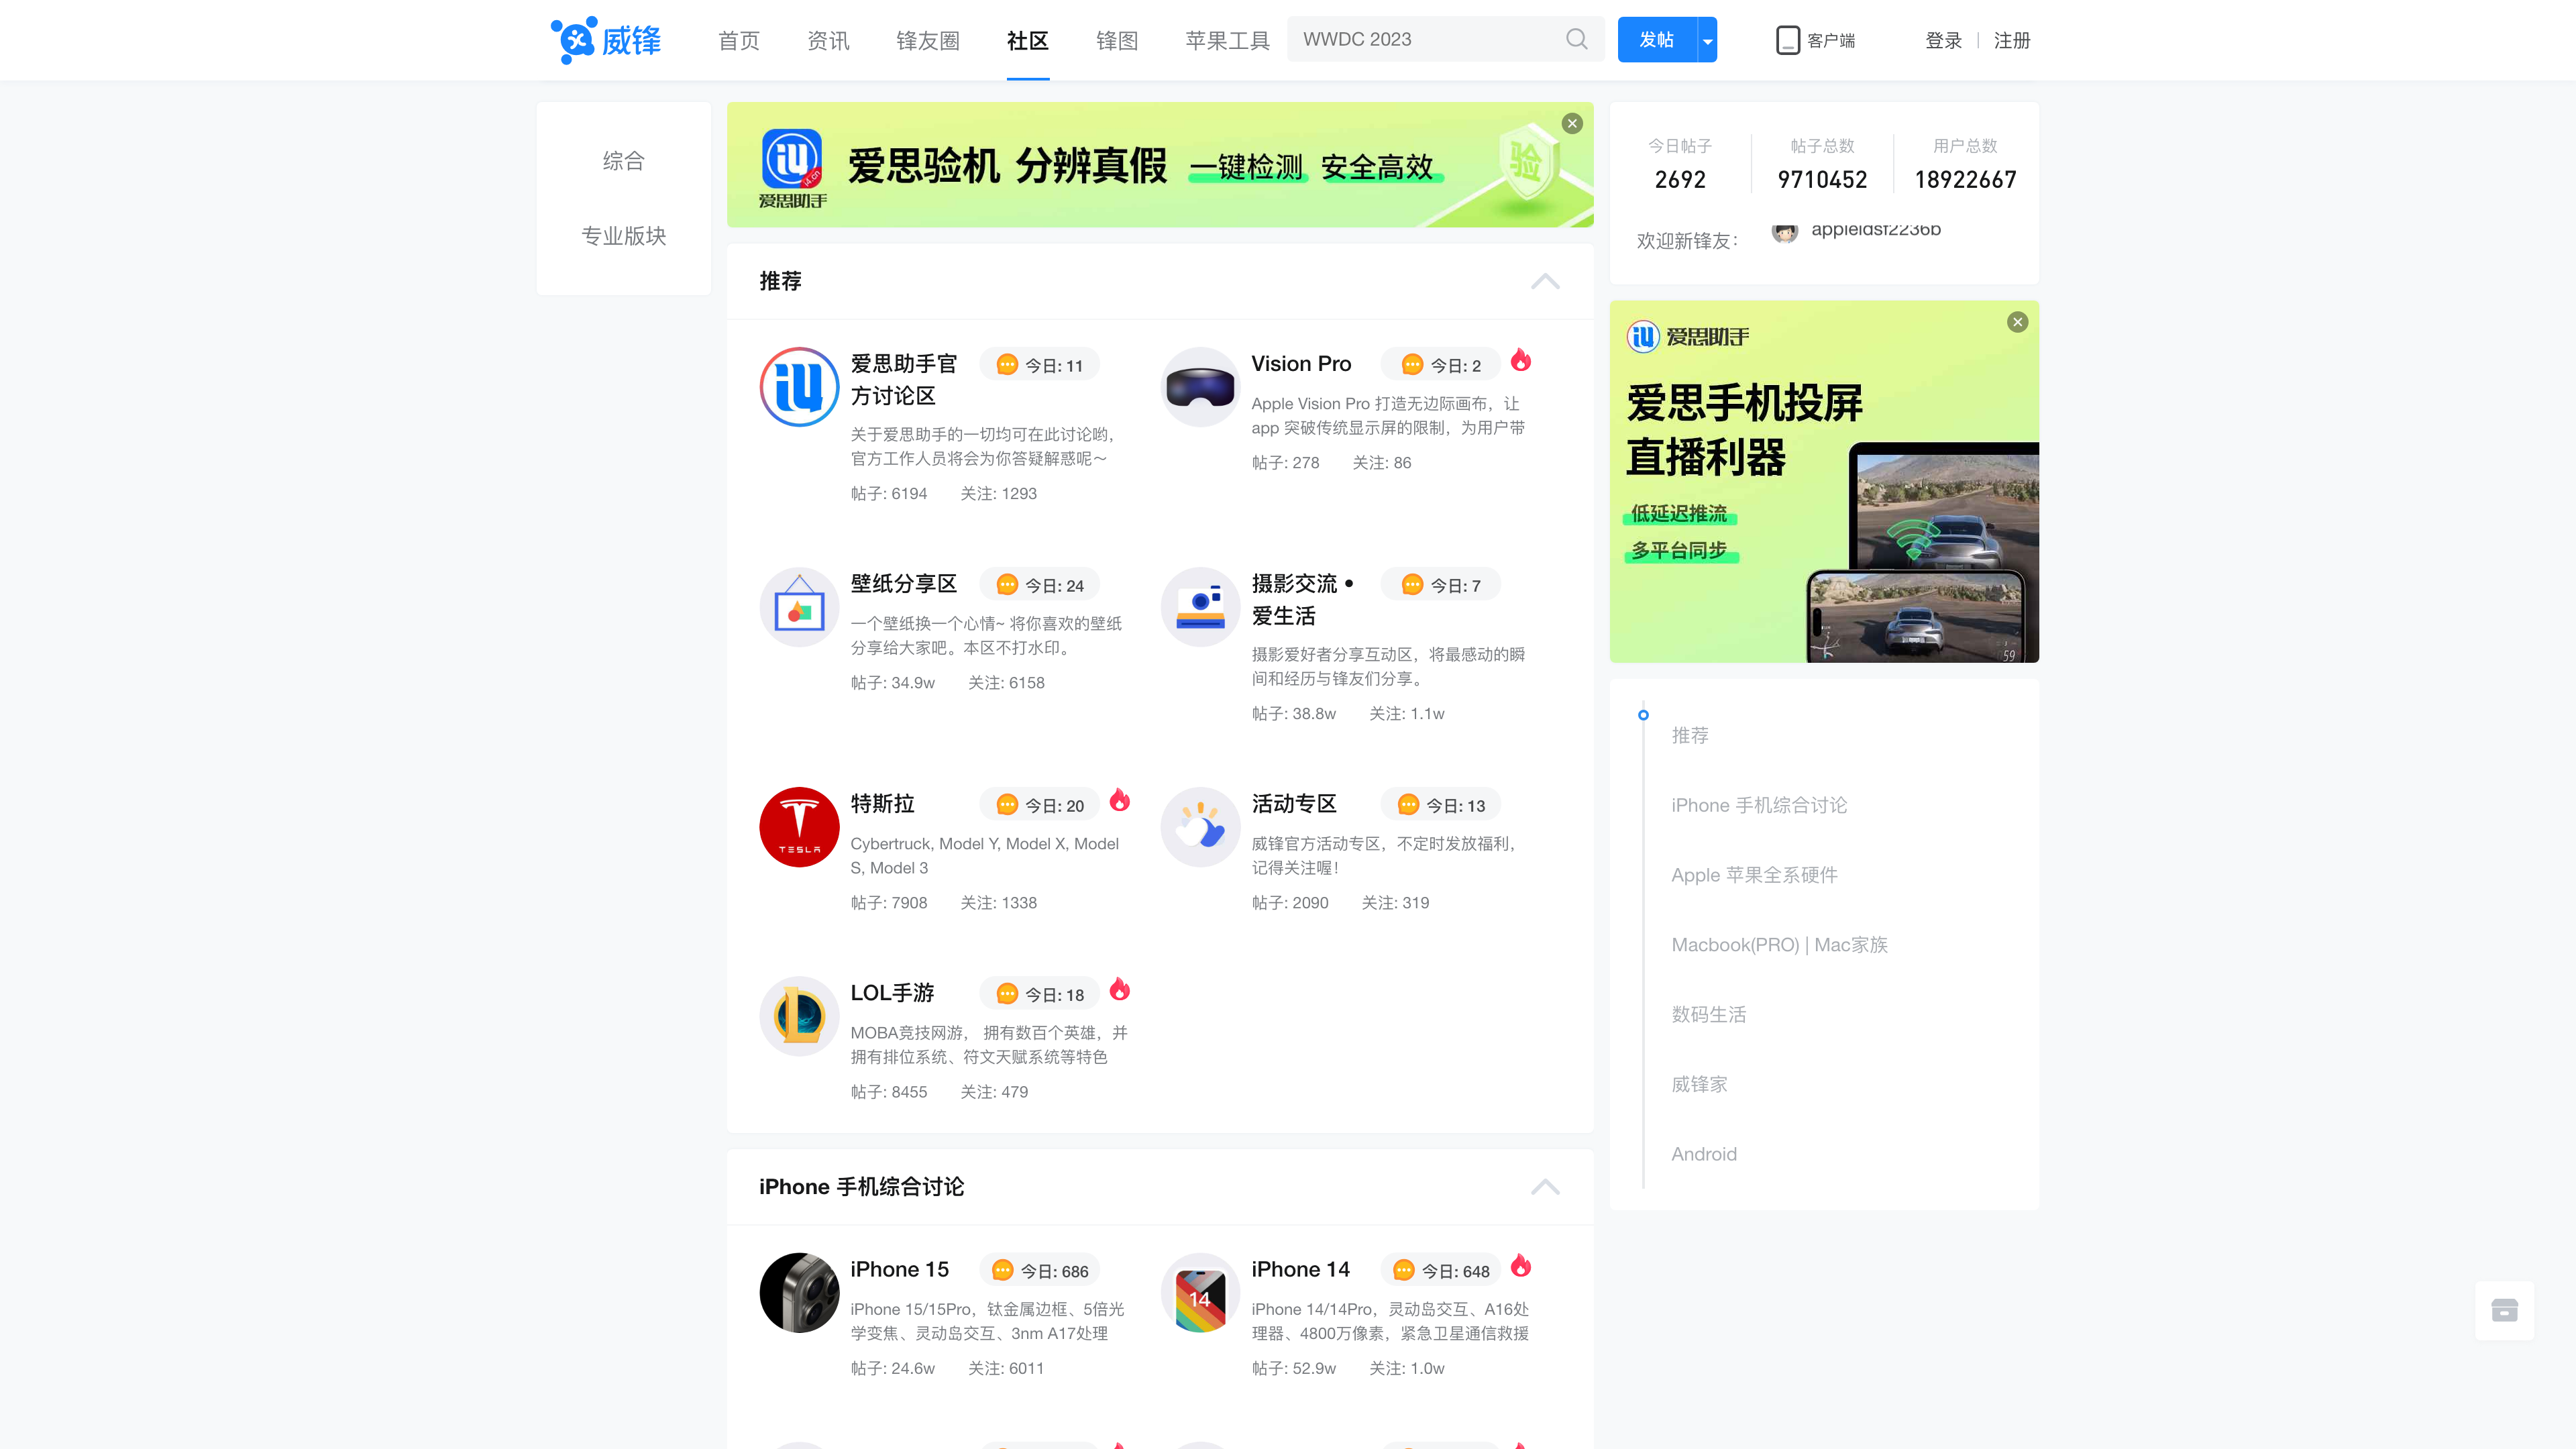 威锋
首页 资讯 锋友圈 社区 锋图 苹果工具
WWDC 2023
发帖
客户端
登录 | 注册
综合
专业版块
爱思助手
爱思验机 分辨真假 一键检测 安全高效
验
推荐
爱思助手官方讨论区
今日: 11
关于爱思助手的一切均可在此讨论哟，
官方工作人员将会为你答疑解惑呢～
帖子: 6194 关注: 1293
Vision Pro
今日: 2
Apple Vision Pro 打造无边际画布，让
app 突破传统显示屏的限制，为用户带
帖子: 278 关注: 86
壁纸分享区
今日: 24
一个壁纸换一个心情~ 将你喜欢的壁纸
分享给大家吧。本区不打水印。
帖子: 34.9w 关注: 6158
摄影交流 •
爱生活
今日: 7
摄影爱好者分享互动区，将最感动的瞬
间和经历与锋友们分享。
帖子: 38.8w 关注: 1.1w
TESLA
特斯拉
今日: 20
Cybertruck, Model Y, Model X, Model
S, Model 3
帖子: 7908 关注: 1338
活动专区
今日: 13
威锋官方活动专区，不定时发放福利，
记得关注喔！
帖子: 2090 关注: 319
LOL手游
今日: 18
MOBA竞技网游， 拥有数百个英雄，并
拥有排位系统、符文天赋系统等特色
帖子: 8455 关注: 479
iPhone 手机综合讨论
iPhone 15
今日: 686
iPhone 15/15Pro，钛金属边框、5倍光
学变焦、灵动岛交互、3nm A17处理
帖子: 24.6w 关注: 6011
14
iPhone 14
今日: 648
iPhone 14/14Pro，灵动岛交互、A16处
理器、4800万像素，紧急卫星通信救援
帖子: 52.9w 关注: 1.0w
今日帖子 帖子总数 用户总数
2692 9710452 18922667
欢迎新锋友：
爱思助手
爱思手机投屏
直播利器
低延迟推流
多平台同步
59
推荐
iPhone 手机综合讨论
Apple 苹果全系硬件
Macbook(PRO) | Mac家族
数码生活
威锋家
Android